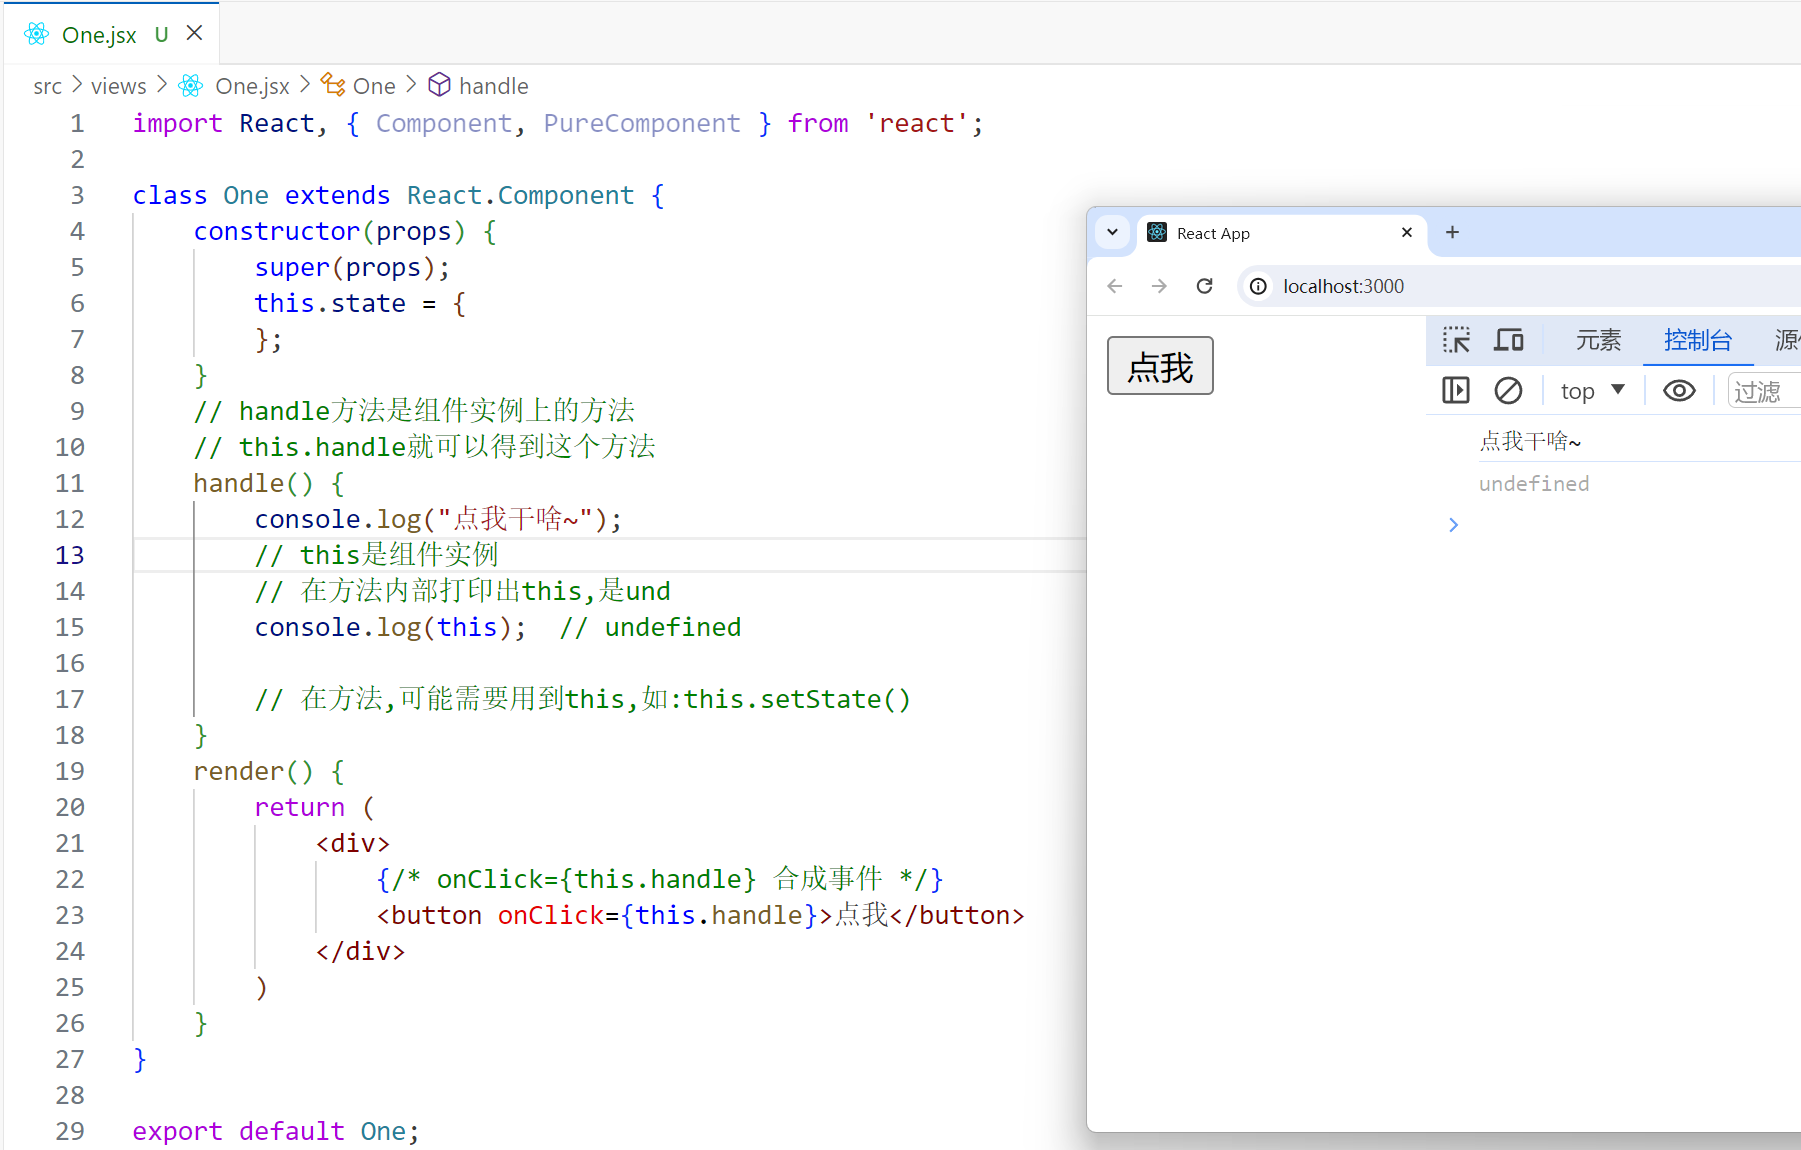 One.jsx U
src > views > One.jsx > One > handle
1 import React, { Component, PureComponent } from 'react';
2
3 class One extends React.Component {
4 constructor(props) {
5 super(props);
6 this.state = {
7 };
8 }
9 // handle方法是组件实例上的方法
10 // this.handle就可以得到这个方法
11 handle() {
12 console.log("点我干啥~");
13 // this是组件实例
14 // 在方法内部打印出this,是und
15 console.log(this); // undefined
16
17 // 在方法,可能需要用到this,如:this.setState()
18 }
19 render() {
20 return (
21 <div>
22 {/* onClick={this.handle} 合成事件 */}
23 <button onClick={this.handle}>点我</button>
24 </div>
25 )
26 }
27 }
28
29 export default One;
React App
localhost:3000
点我
元素 控制台 源
top 过滤
点我干啥~
undefined